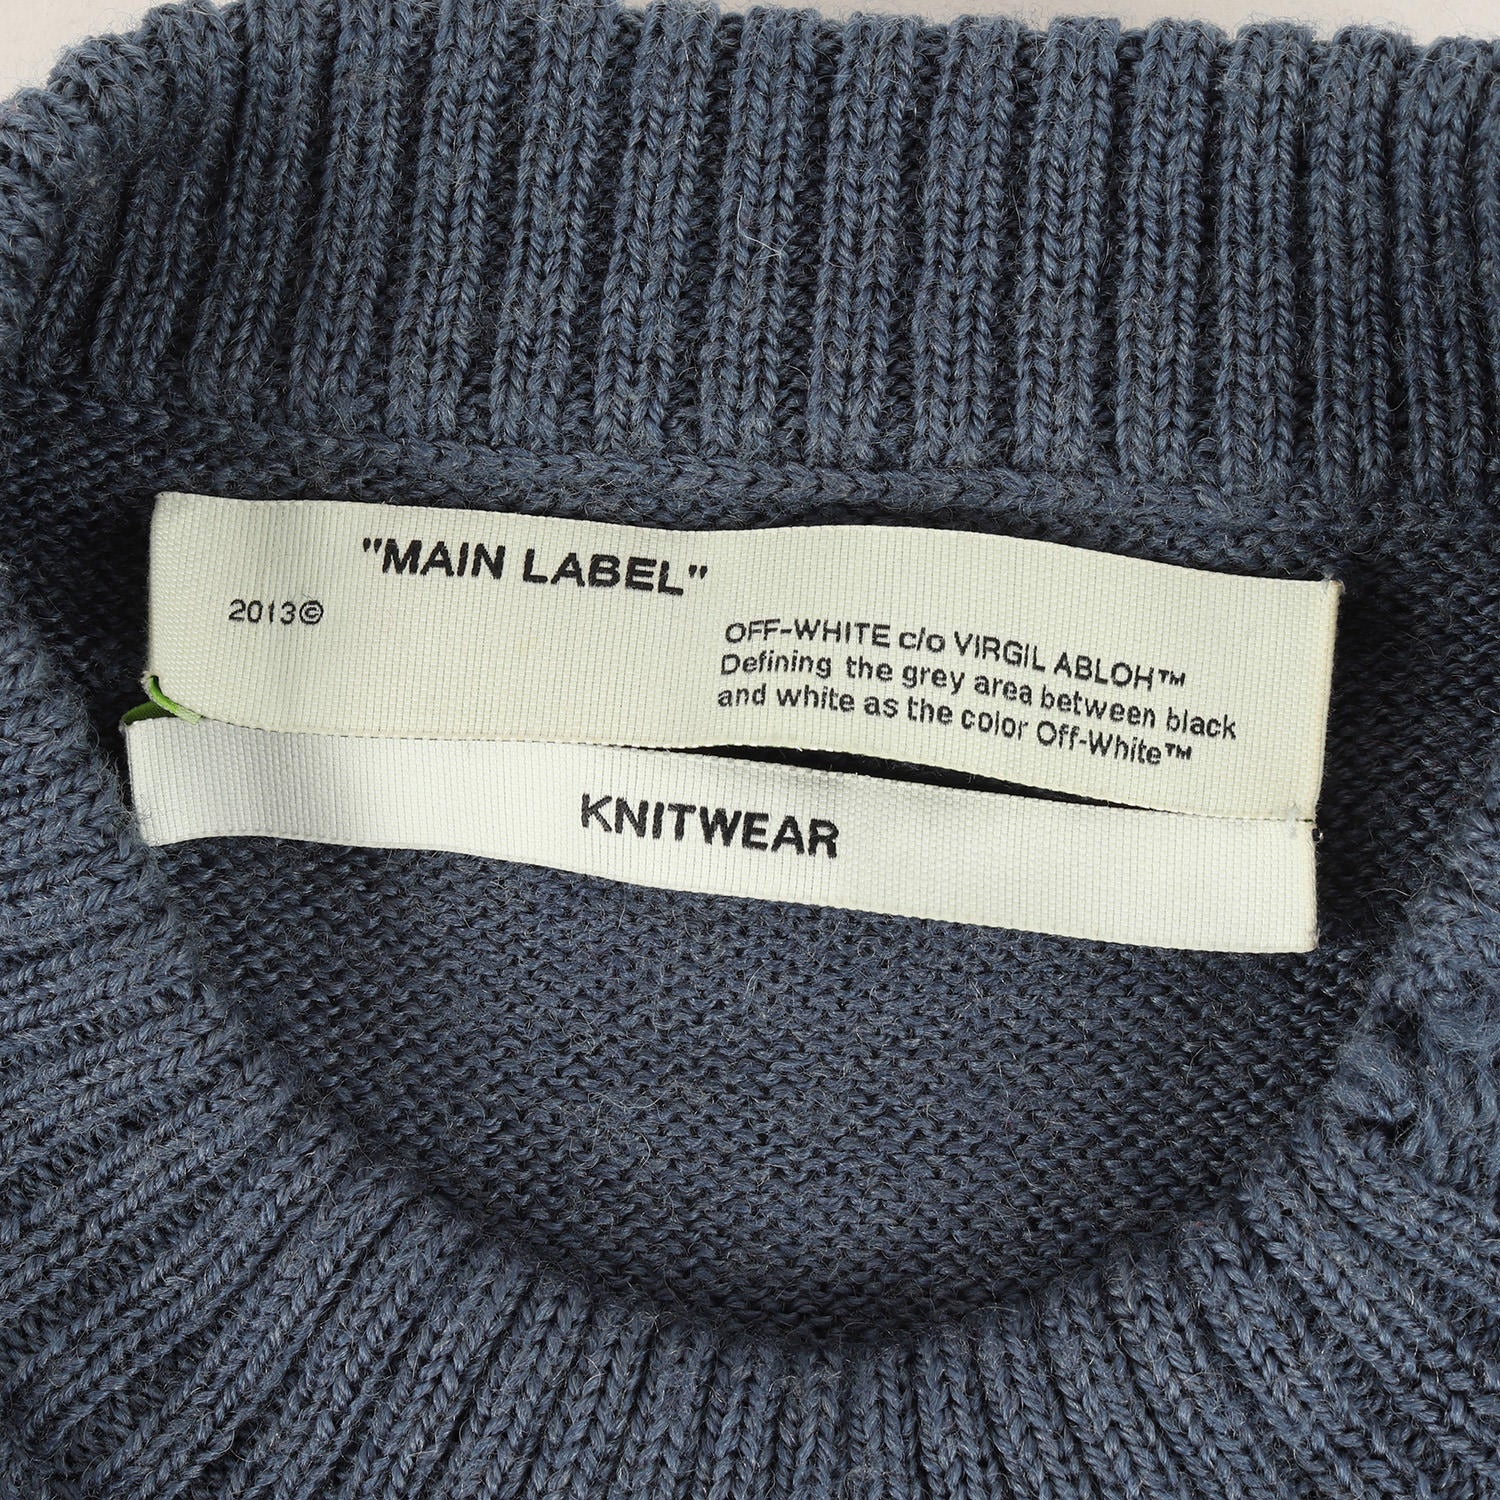 "MAIN LABEL"
2013©
OFF-WHITE c/o VIRGIL ABLOH™
Defining the grey area between black
and white as the color Off-White™
KNITWEAR